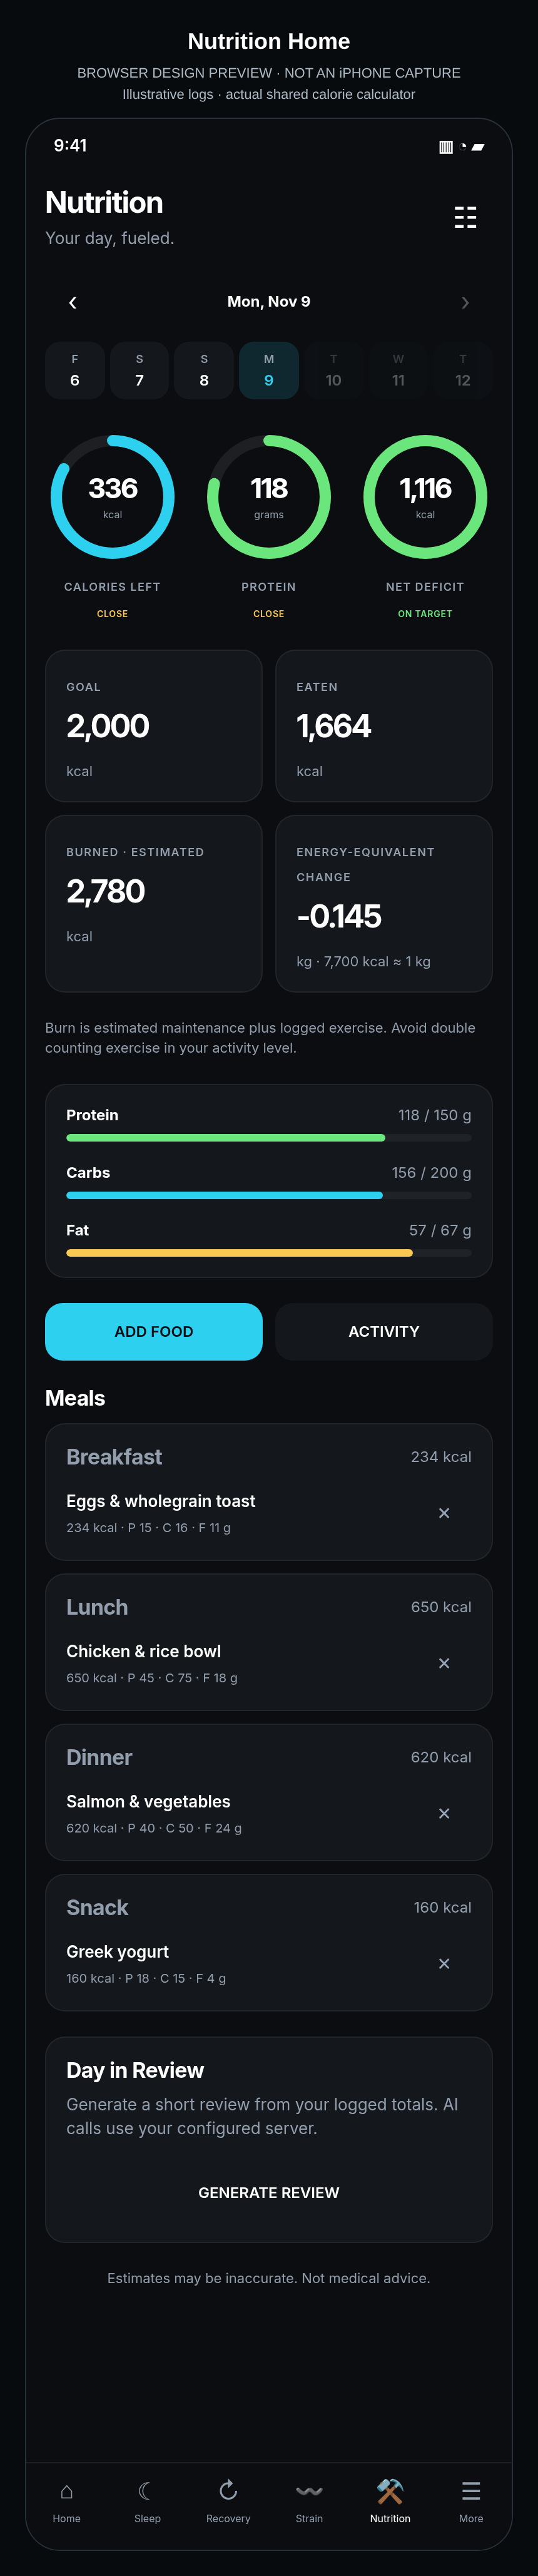 Nutrition Home
BROWSER DESIGN PREVIEW · NOT AN iPHONE CAPTURE
Illustrative logs · actual shared calorie calculator
9:41
Nutrition
Your day, fueled.
Mon, Nov 9
F S S M T W T
6 7 8 9 10 11 12
336 118 1,116
kcal grams kcal
CALORIES LEFT PROTEIN NET DEFICIT
CLOSE CLOSE ON TARGET
GOAL EATEN
2,000 1,664
kcal kcal
BURNED · ESTIMATED
2,780
kcal
ENERGY-EQUIVALENT
CHANGE
-0.145
kg · 7,700 kcal ≈ 1 kg
Burn is estimated maintenance plus logged exercise. Avoid double
counting exercise in your activity level.
Protein 118 / 150 g
Carbs 156 / 200 g
Fat 57 / 67 g
ADD FOOD ACTIVITY
Meals
Breakfast 234 kcal
Eggs & wholegrain toast
234 kcal · P 15 · C 16 · F 11 g
Lunch 650 kcal
Chicken & rice bowl
650 kcal · P 45 · C 75 · F 18 g
Dinner 620 kcal
Salmon & vegetables
620 kcal · P 40 · C 50 · F 24 g
Snack 160 kcal
Greek yogurt
160 kcal · P 18 · C 15 · F 4 g
Day in Review
Generate a short review from your logged totals. AI
calls use your configured server.
GENERATE REVIEW
Estimates may be inaccurate. Not medical advice.
Home Sleep Recovery Strain Nutrition More